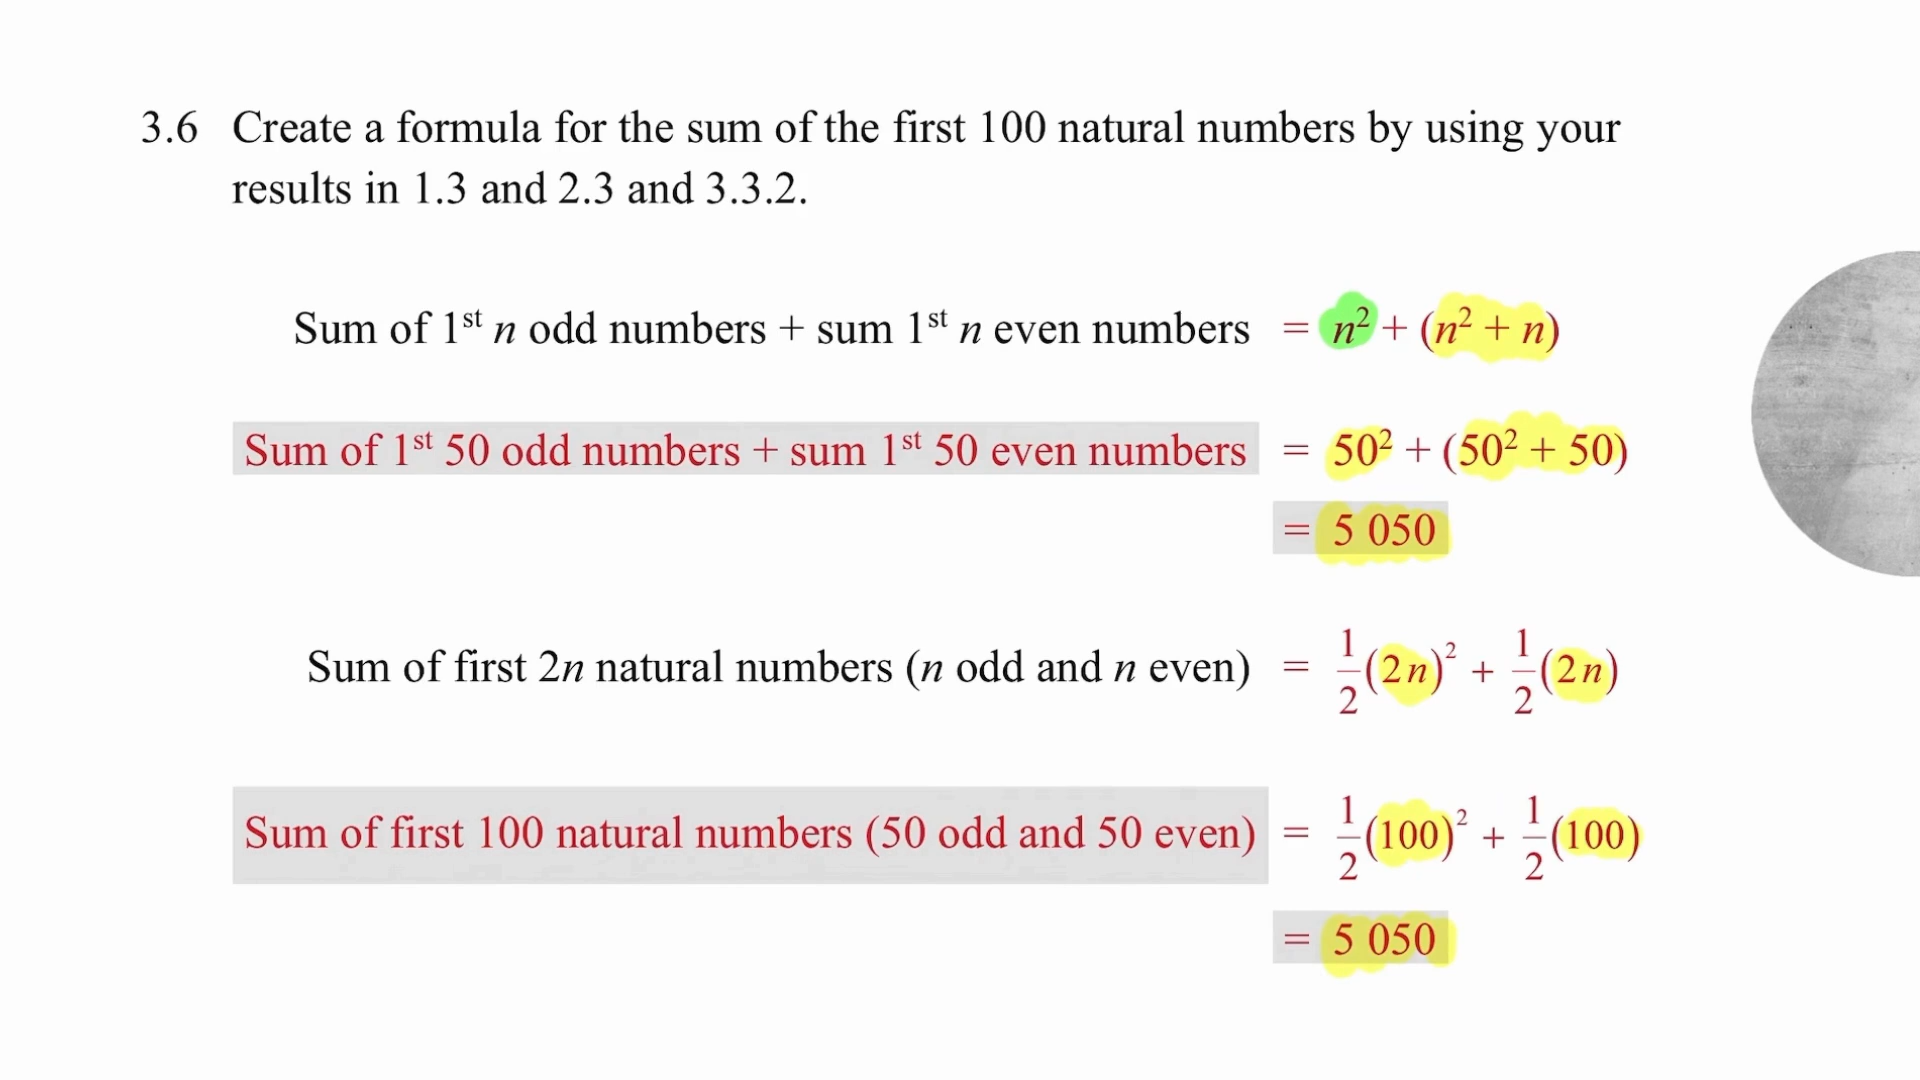 3.6 Create a formula for the sum of the first 100 natural numbers by using your
results in 1.3 and 2.3 and 3.3.2.
Sum of 1st n odd numbers + sum 1st n even numbers = n² + (n² + n)
Sum of 1st 50 odd numbers + sum 1st 50 even numbers = 50² + (50² + 50)
= 5 050
Sum of first 2n natural numbers (n odd and n even) = 1/2(2n)² + 1/2(2n)
Sum of first 100 natural numbers (50 odd and 50 even) = 1/2(100)² + 1/2(100)
= 5 050